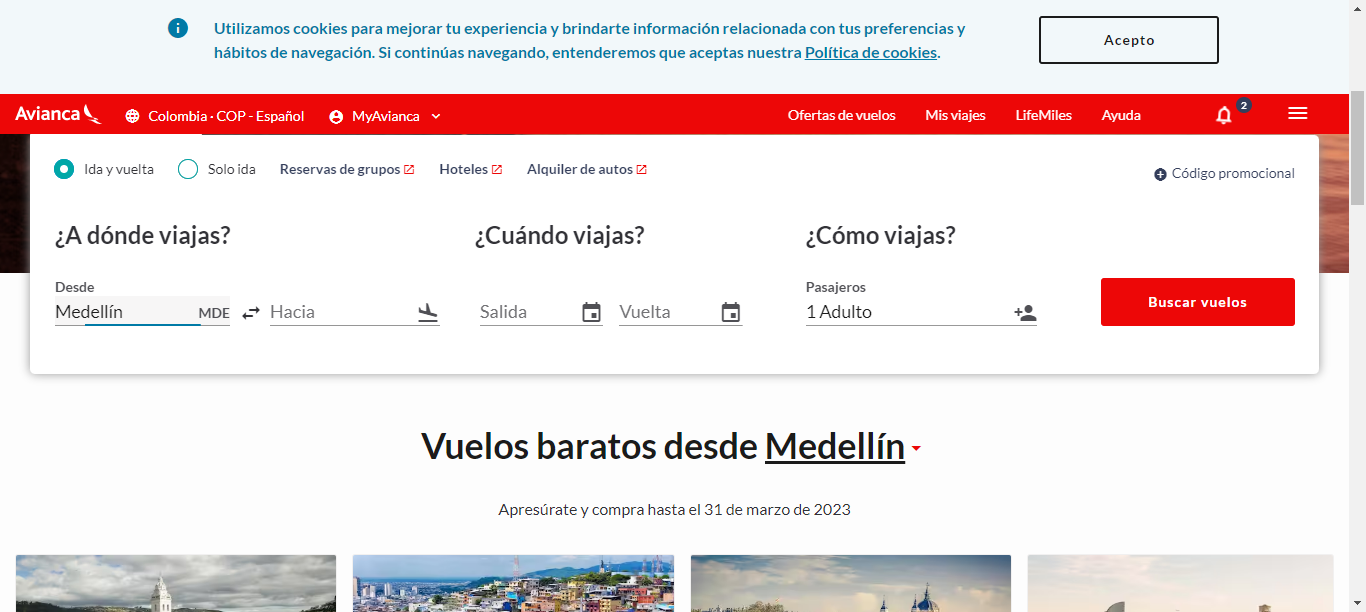 Utilizamos cookies para mejorar tu experiencia y brindarte información relacionada con tus preferencias y
hábitos de navegación. Si continúas navegando, entenderemos que aceptas nuestra Política de cookies.
Acepto
Avianca
Colombia · COP - Español
MyAvianca
Ofertas de vuelos
Mis viajes
LifeMiles
Ayuda
2
Ida y vuelta
Solo ida
Reservas de grupos
Hoteles
Alquiler de autos
Código promocional
¿A dónde viajas?
¿Cuándo viajas?
¿Cómo viajas?
Desde
Medellín MDE
Hacia
Salida
Vuelta
Pasajeros
1 Adulto
Buscar vuelos
Vuelos baratos desde Medellín
Apresúrate y compra hasta el 31 de marzo de 2023